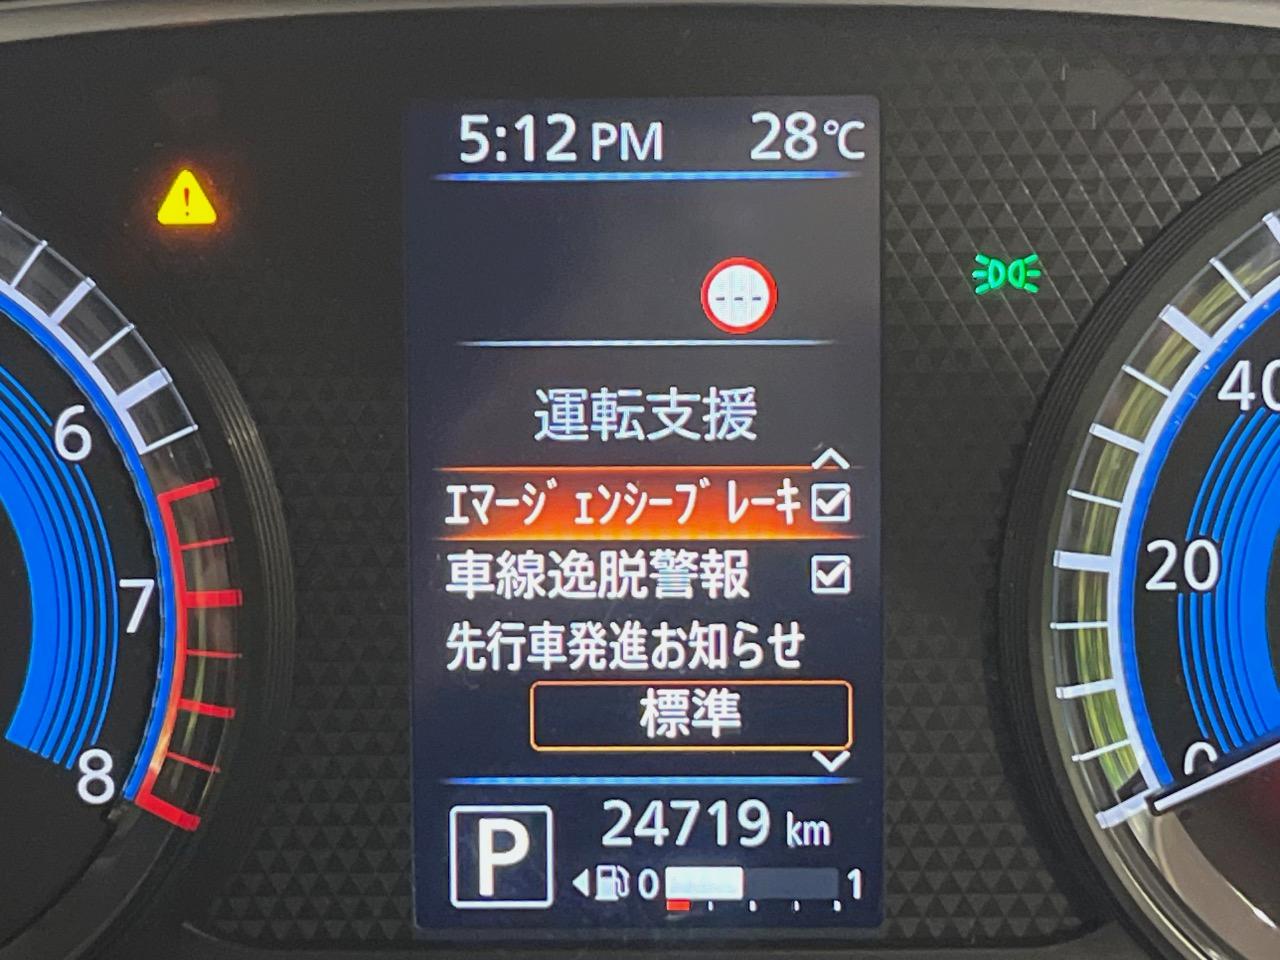 5:12 PM 28℃
---
運転支援
ｴﾏｰｼﾞｪﾝｼｰﾌﾞﾚｰｷ
車線逸脱警報
先行車発進お知らせ
標準
P 24719 km
0 1
6
7
8
40
20
0